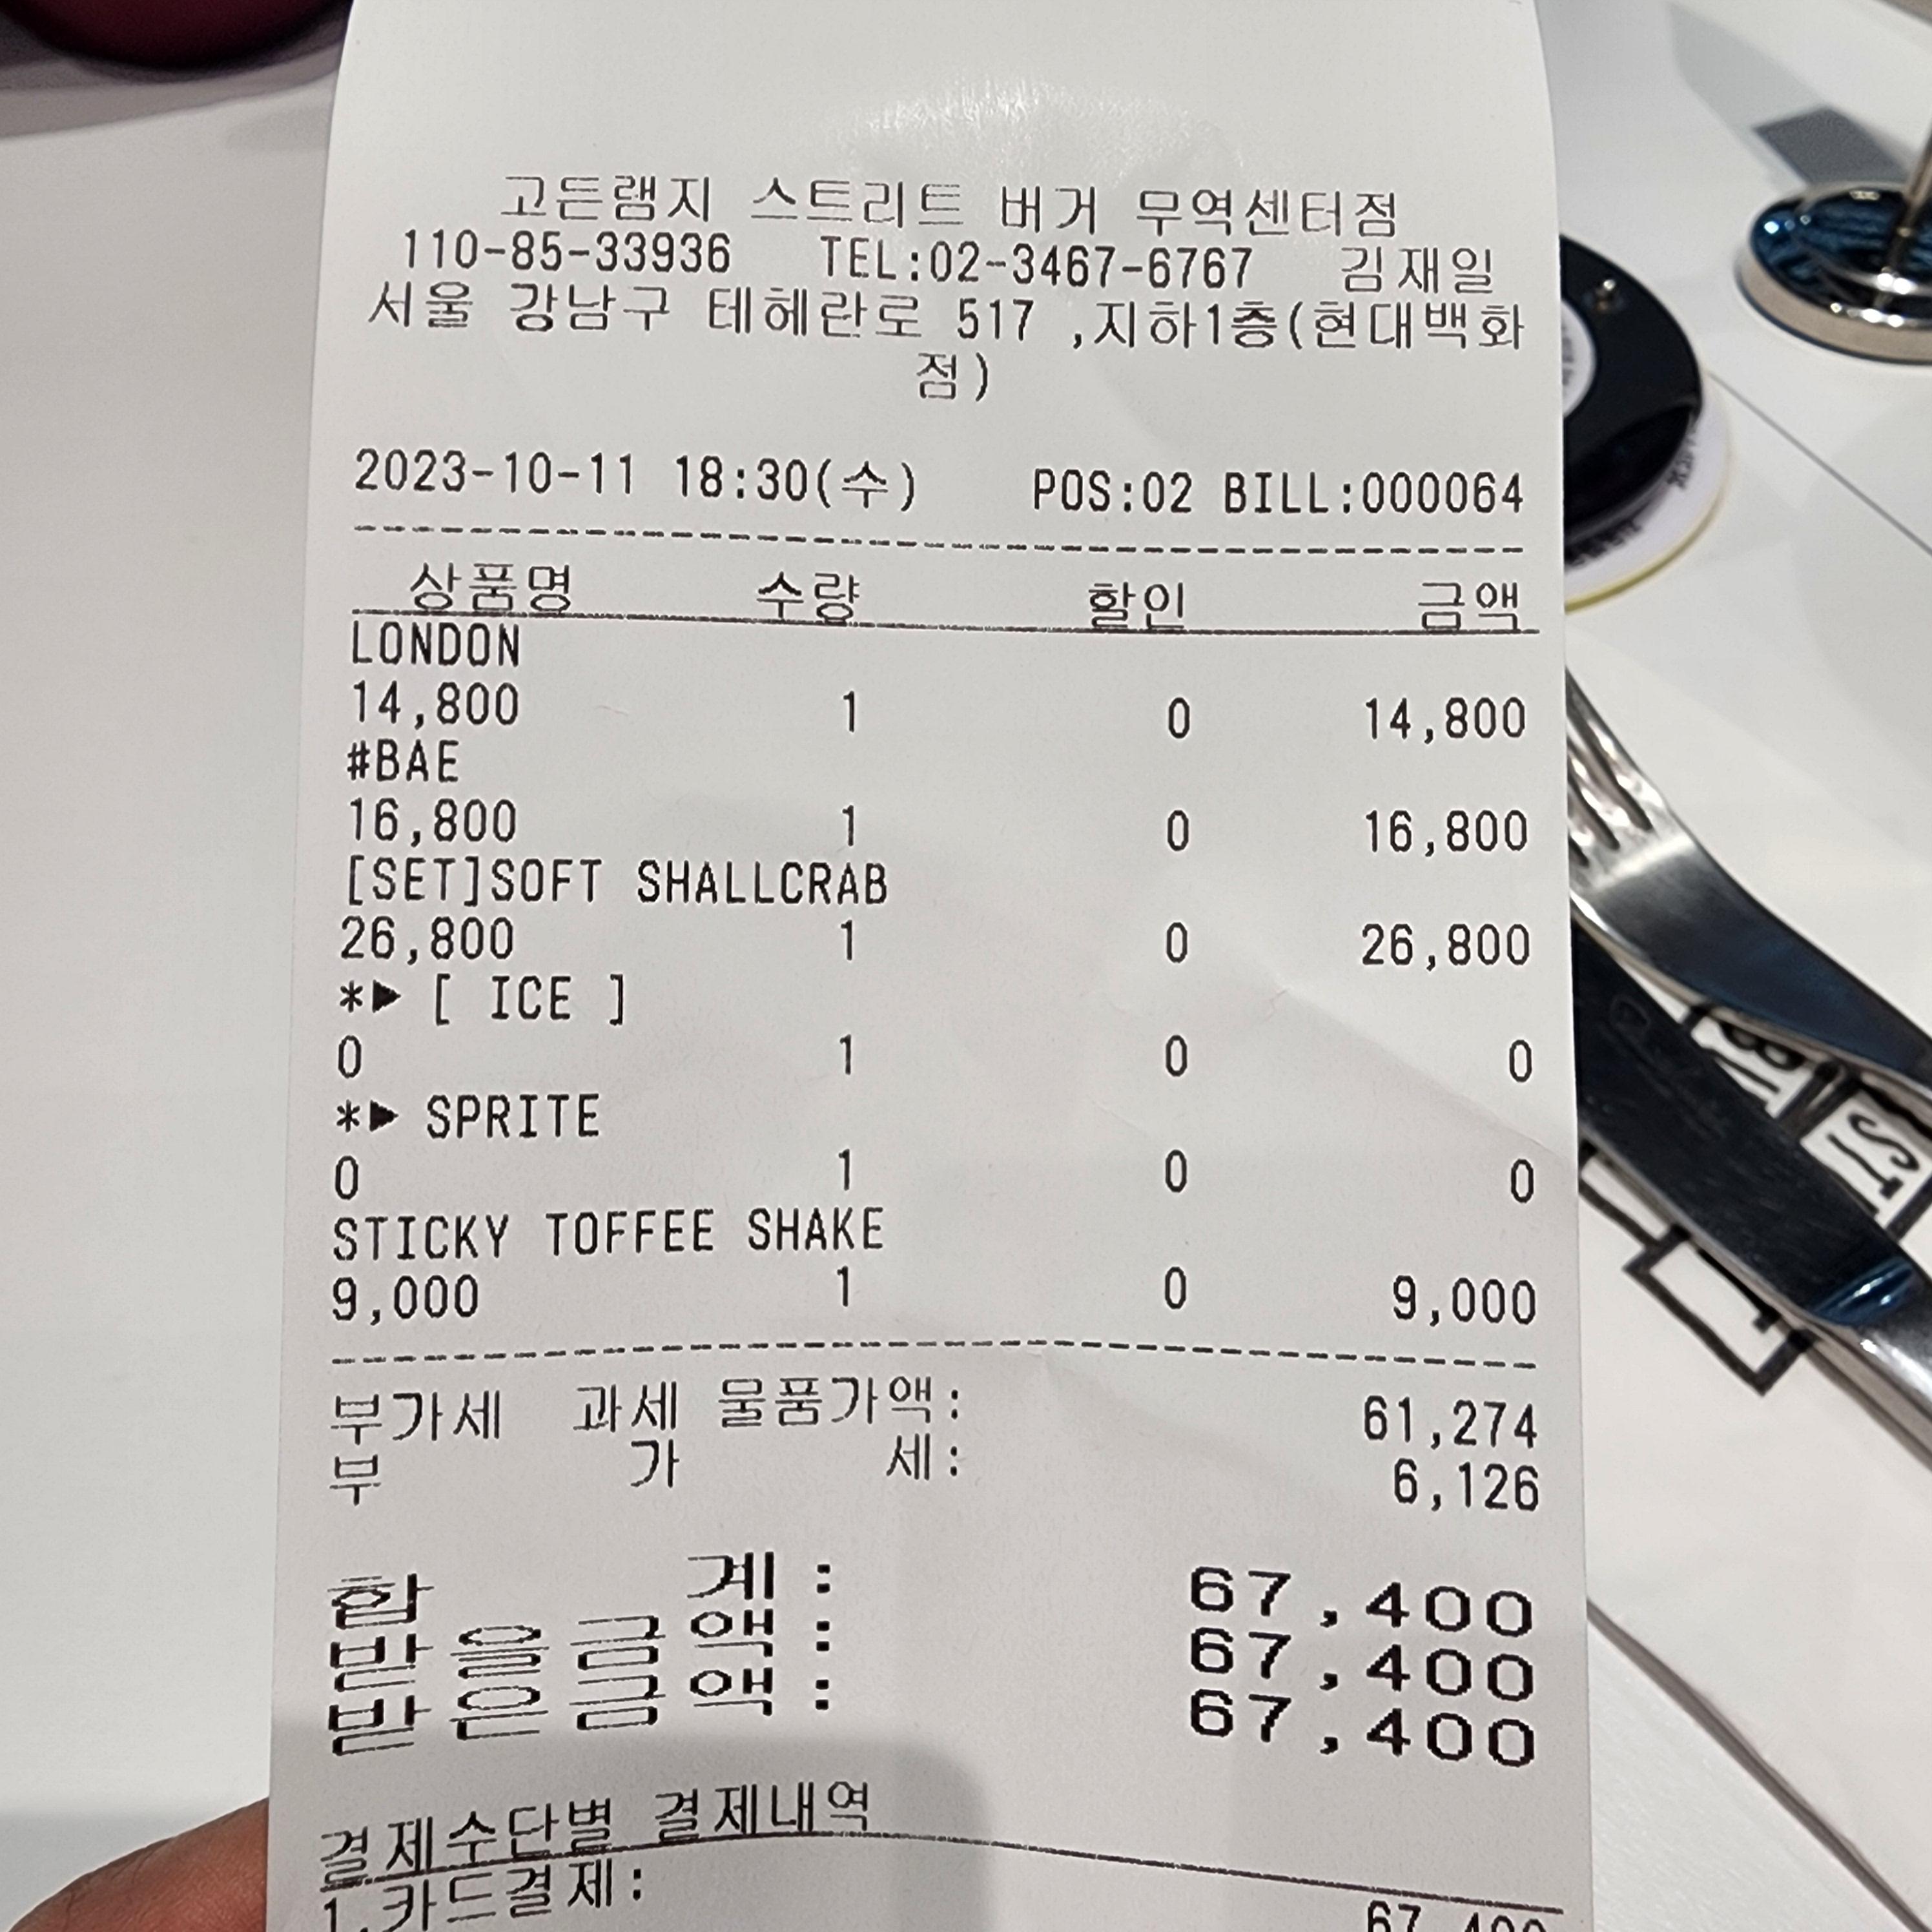 고든램지 스트리트 버거 무역센터점
110-85-33936 TEL:02-3467-6767 김재일
서울 강남구 테헤란로 517 ,지하1층(현대백화
점)
2023-10-11 18:30(수) POS:02 BILL:000064
상품명 수량 할인 금액
LONDON
14,800 1 0 14,800
#BAE
16,800 1 0 16,800
[SET]SOFT SHALLCRAB
26,800 1 0 26,800
*▶ [ ICE ]
0 1 0 0
*▶ SPRITE
0 1 0 0
STICKY TOFFEE SHAKE
9,000 1 0 9,000
부가세 과세 물품가액: 61,274
부 가 세: 6,126
합 계: 67,400
받을금액: 67,400
받은금액: 67,400
결제수단별 결제내역
1.카드결제: 67,400